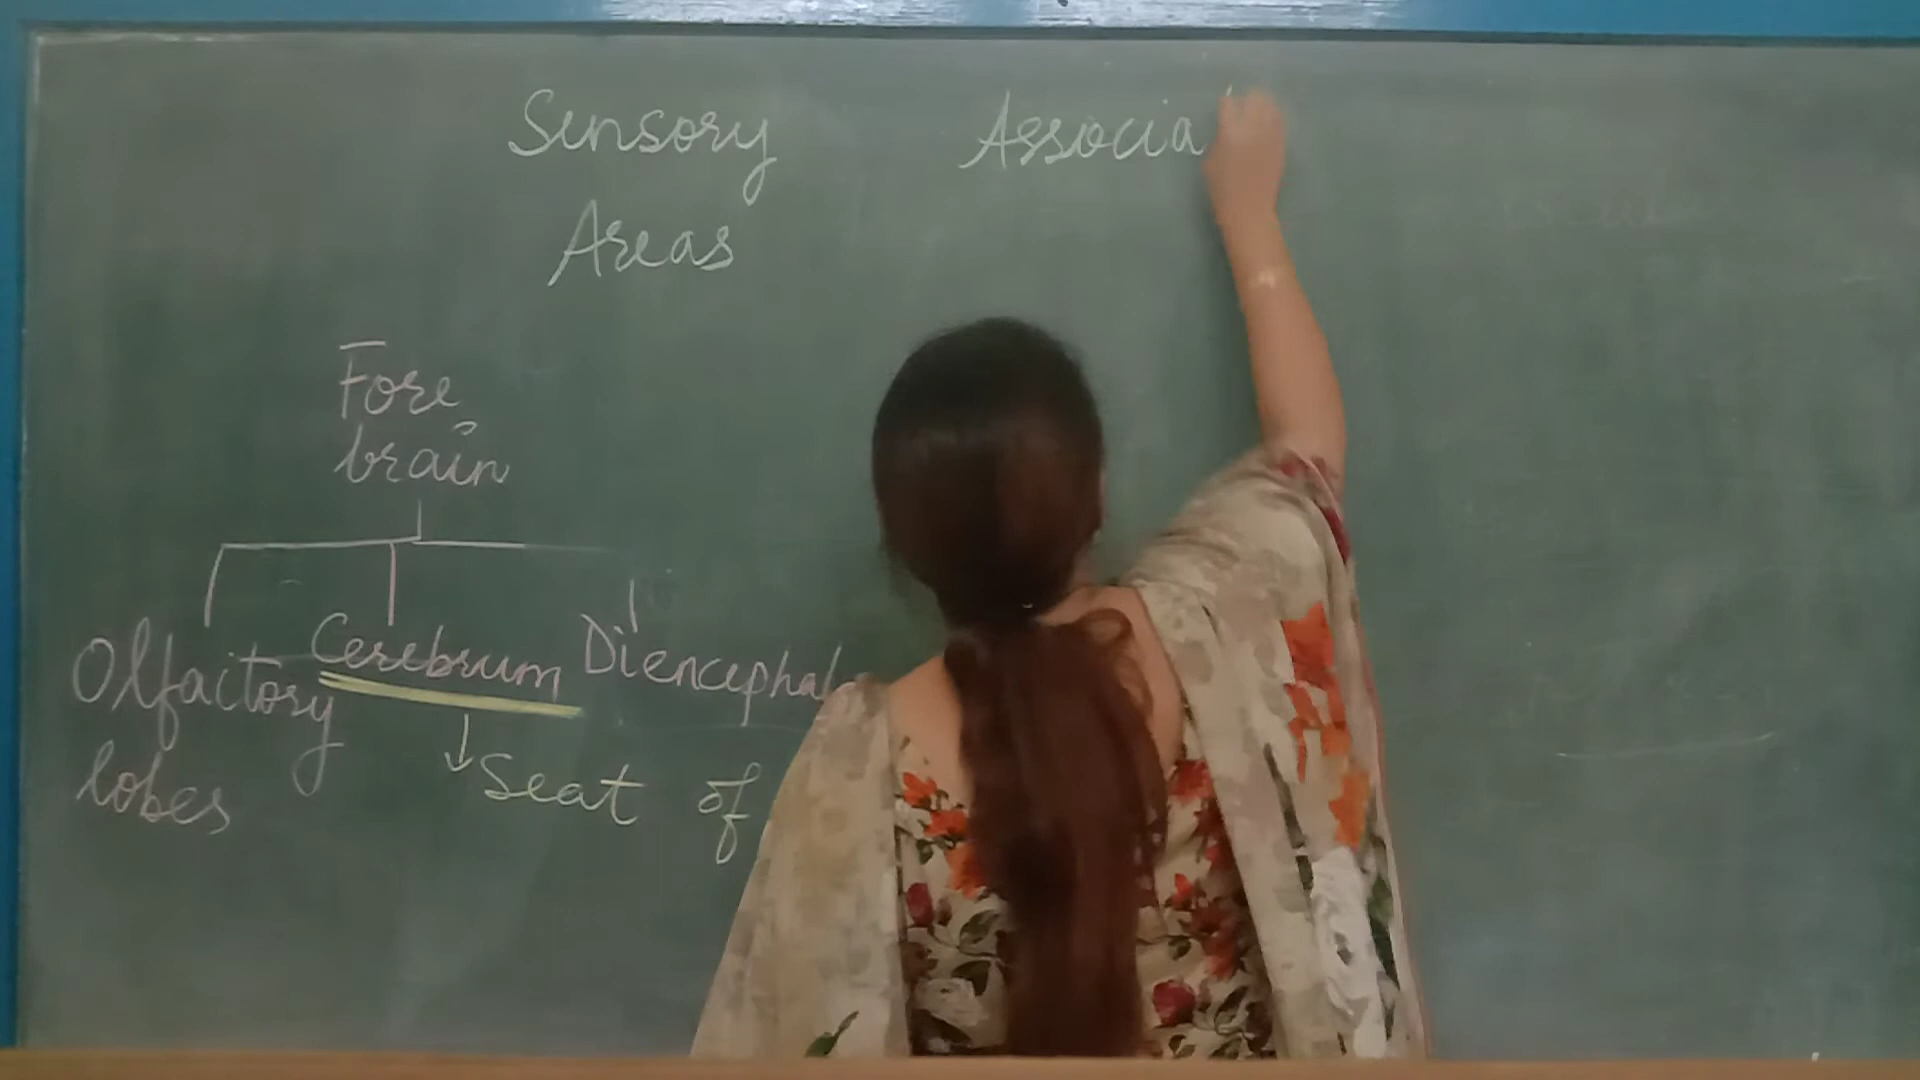 Sensory Associa
Areas
Fore
brain
Olfactory Cerebrum Diencephal
lobes
Seat of